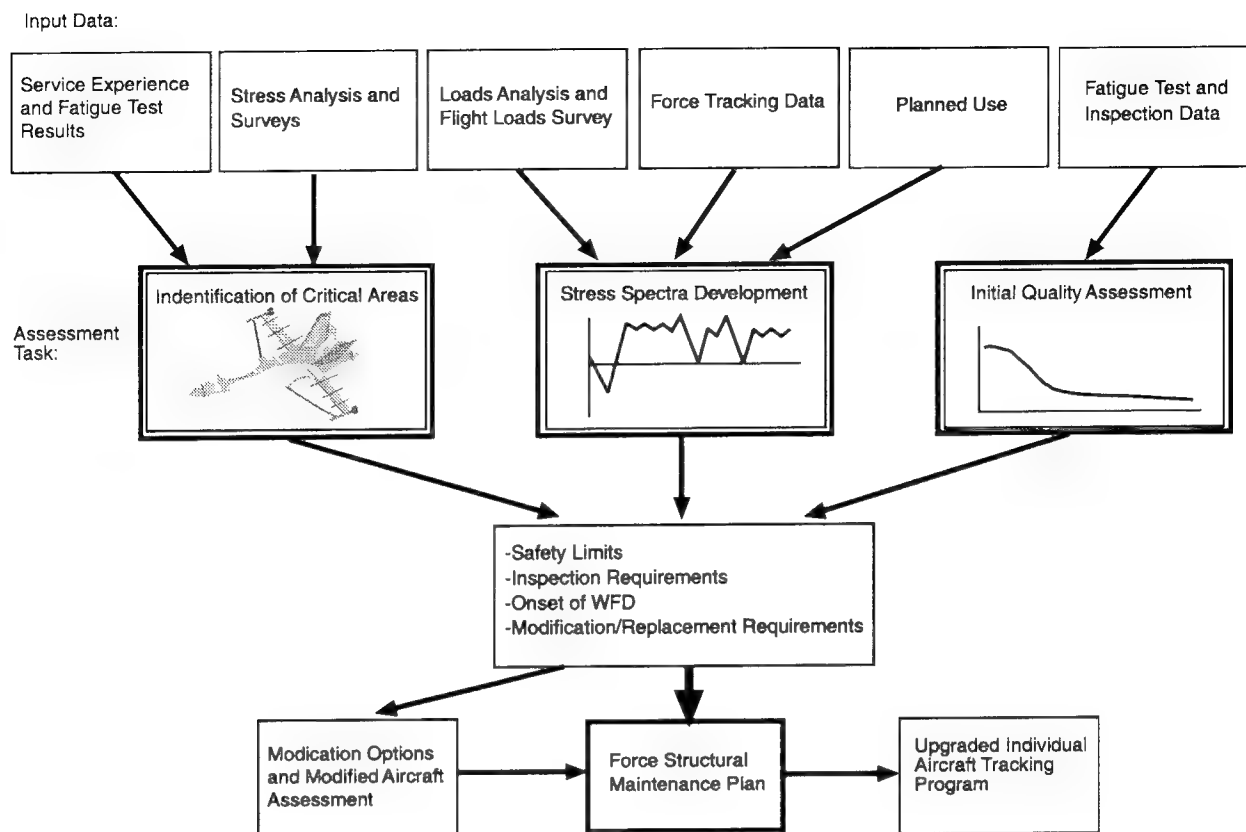 Input Data:
Service Experience
and Fatigue Test
Results
Stress Analysis and
Surveys
Loads Analysis and
Flight Loads Survey
Force Tracking Data
Planned Use
Fatigue Test and
Inspection Data
Assessment
Task:
Indentification of Critical Areas
Stress Spectra Development
Initial Quality Assessment
-Safety Limits
-Inspection Requirements
-Onset of WFD
-Modification/Replacement Requirements
Modication Options
and Modified Aircraft
Assessment
Force Structural
Maintenance Plan
Upgraded Individual
Aircraft Tracking
Program